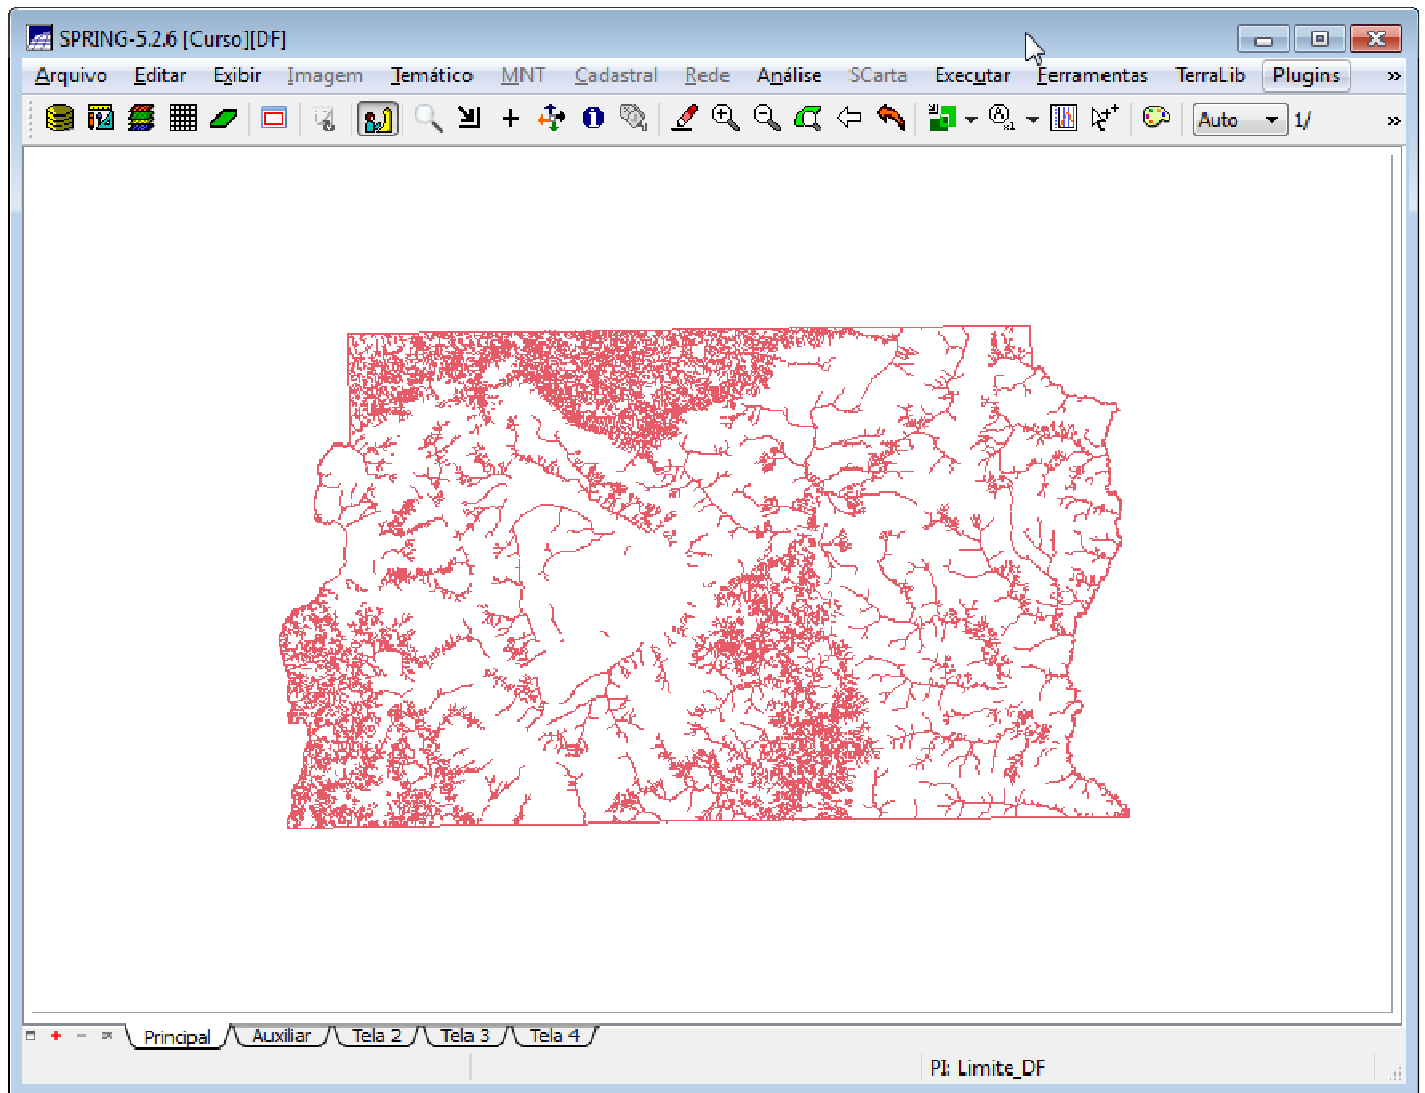 SPRING-5.2.6 [Curso][DF]
Arquivo Editar Exibir Imagem Temático MNT Cadastral Rede Análise SCarta Executar Ferramentas TerraLib Plugins »
Auto 1/ »
Principal Auxiliar Tela 2 Tela 3 Tela 4
PI: Limite_DF